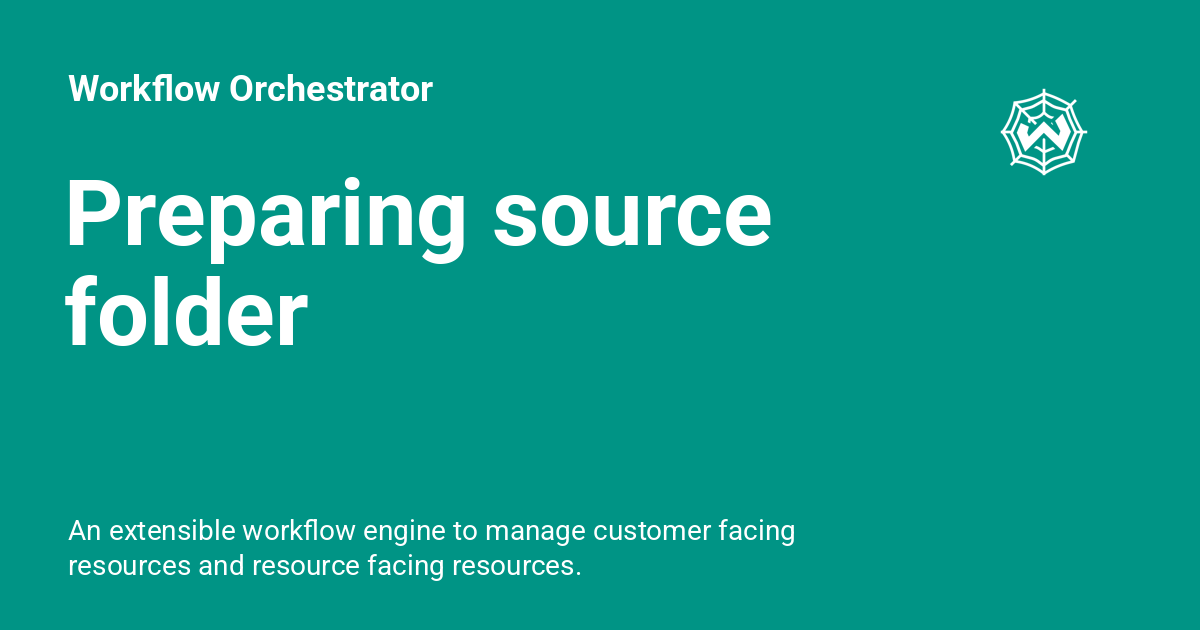 Workflow Orchestrator
Preparing source
folder
An extensible workflow engine to manage customer facing
resources and resource facing resources.